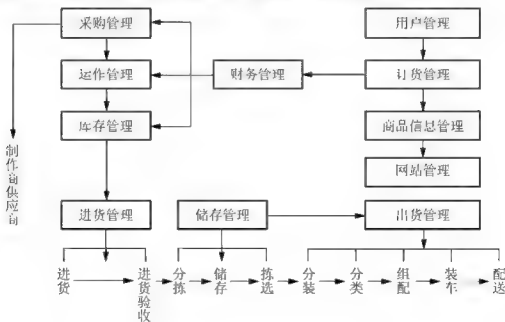 采购管理
用户管理
运作管理
财务管理
订货管理
库存管理
商品信息管理
网站管理
制作商供应商
进货管理
储存管理
出货管理
进货
进货验收
分拣
储存
拣选
分装
分类
组配
装车
配送